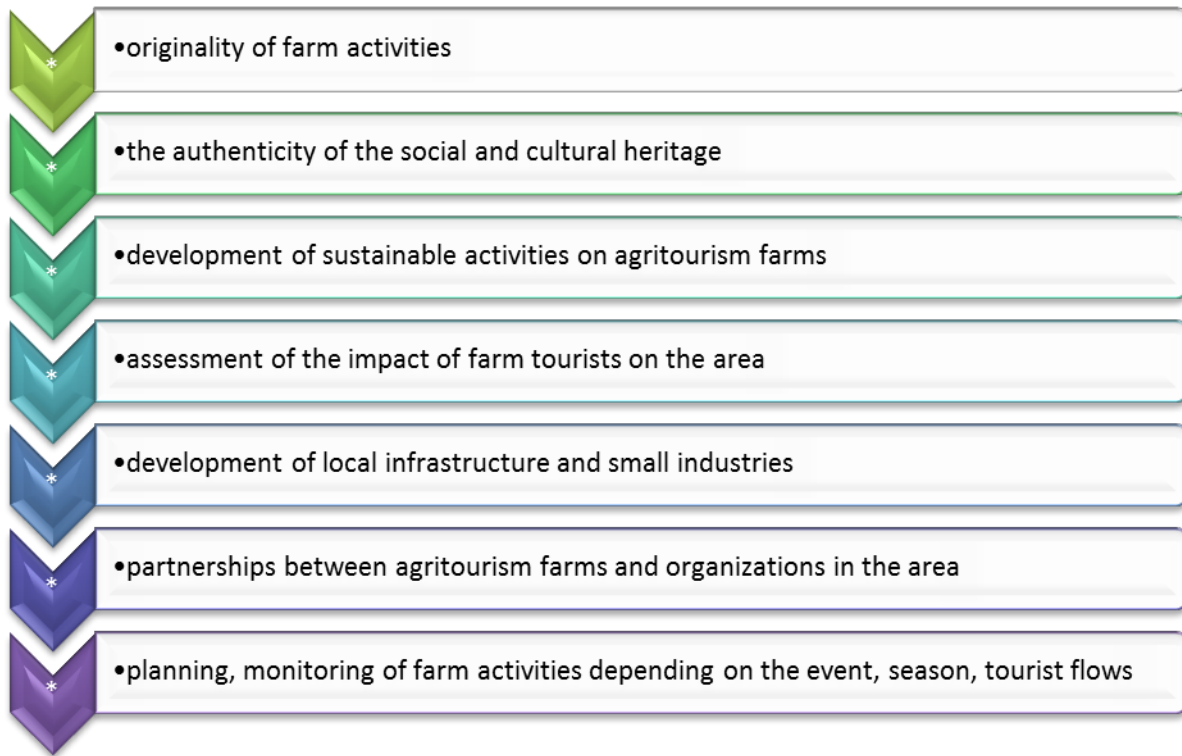 *
•originality of farm activities
*
•the authenticity of the social and cultural heritage
*
•development of sustainable activities on agritourism farms
*
•assessment of the impact of farm tourists on the area
*
•development of local infrastructure and small industries
*
•partnerships between agritourism farms and organizations in the area
*
•planning, monitoring of farm activities depending on the event, season, tourist flows